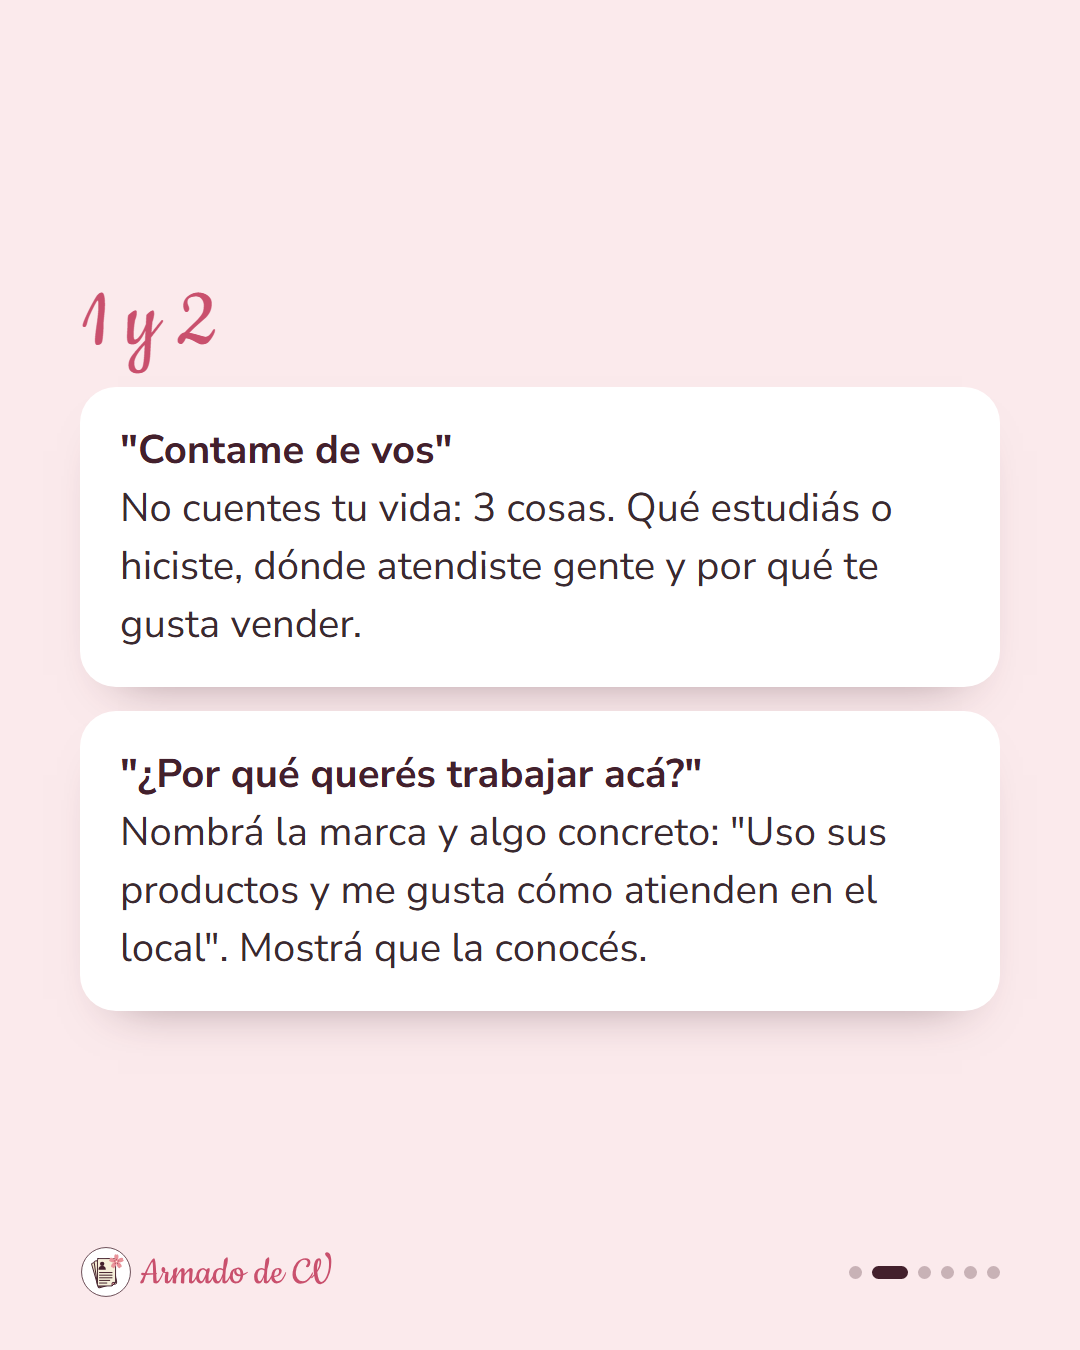 1 y 2
"Contame de vos"
No cuentes tu vida: 3 cosas. Qué estudiás o
hiciste, dónde atendiste gente y por qué te
gusta vender.
"¿Por qué querés trabajar acá?"
Nombrá la marca y algo concreto: "Uso sus
productos y me gusta cómo atienden en el
local". Mostrá que la conocés.
Armado de CV